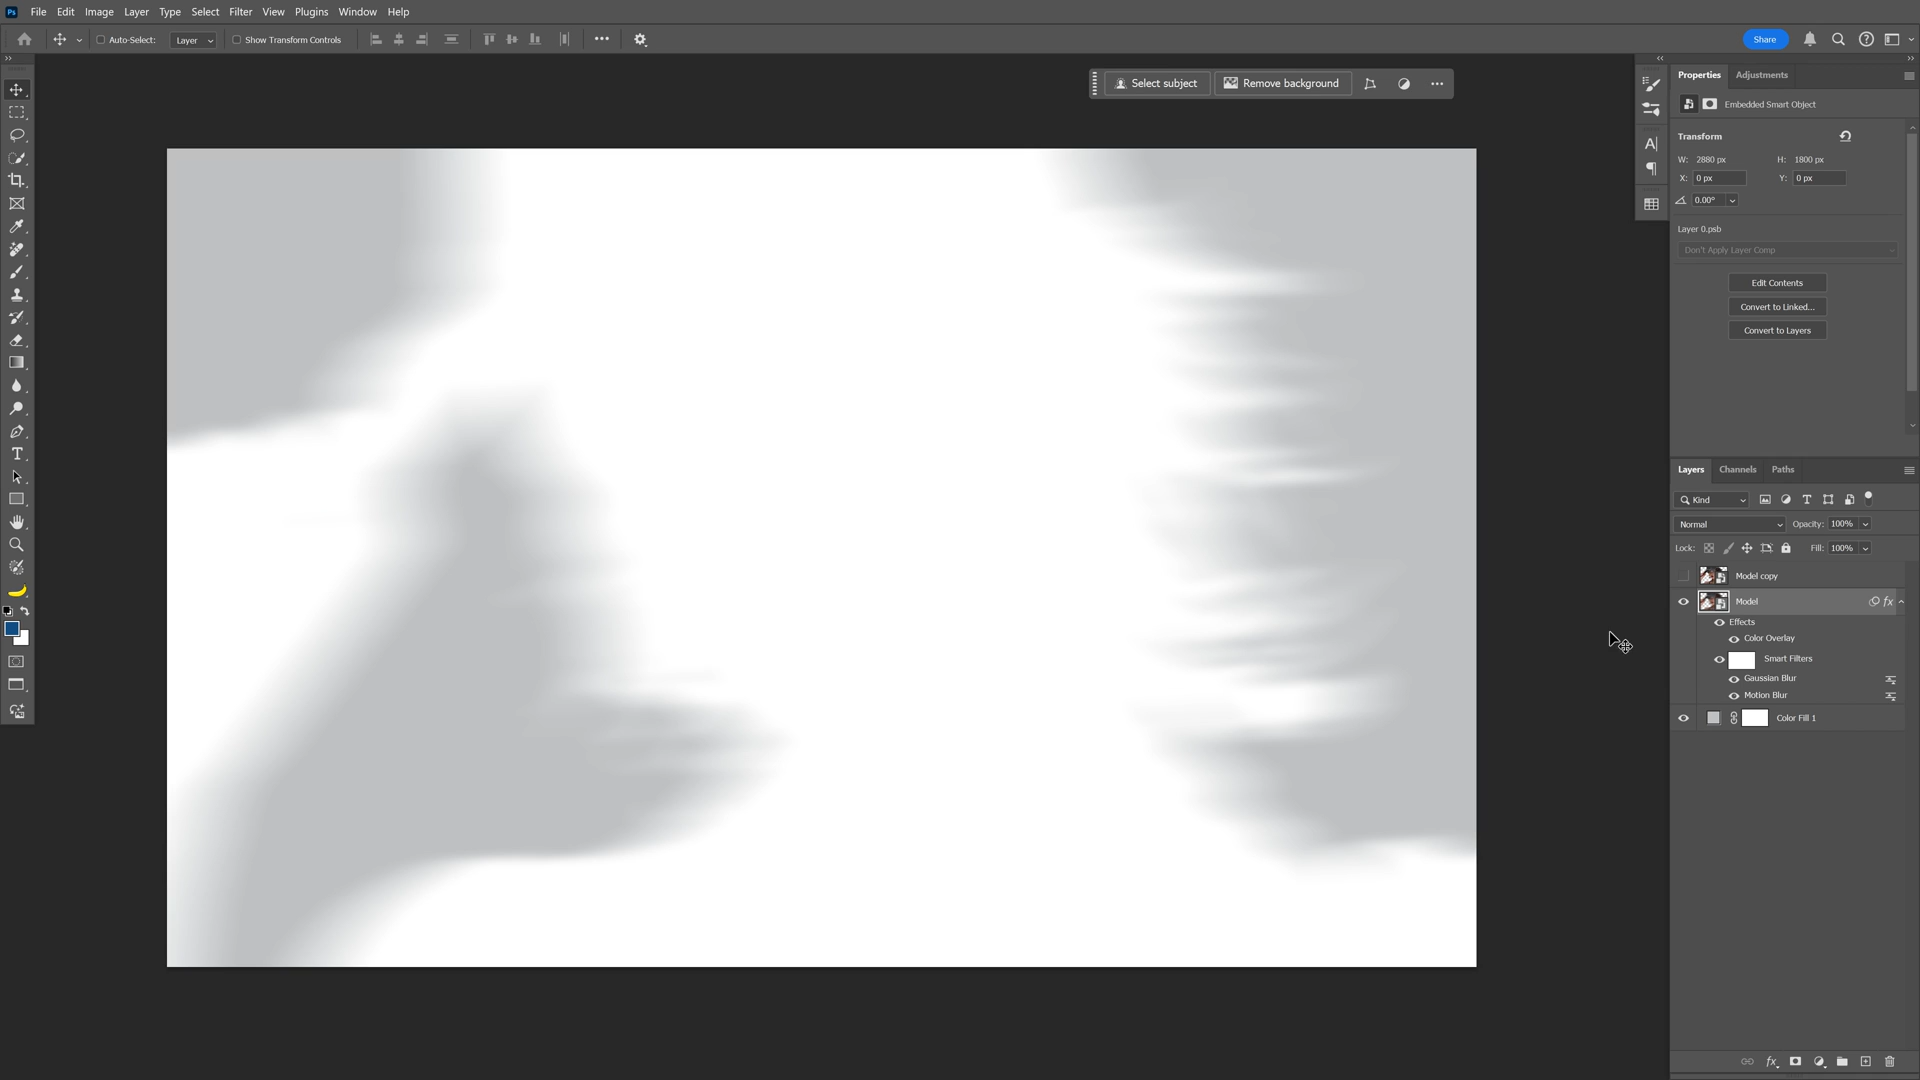 Ps File Edit Image Layer Type Select Filter View Plugins Window Help
Auto-Select: Layer Show Transform Controls Share
Select subject Remove background
Properties Adjustments
Embedded Smart Object
Transform
W: 2880 px H: 1800 px
X: 0 px Y: 0 px
0.00°
Layer 0.psb
Don't Apply Layer Comp
Edit Contents
Convert to Linked...
Convert to Layers
Layers Channels Paths
Kind
Normal Opacity: 100%
Lock: Fill: 100%
Model copy
Model fx
Effects
Color Overlay
Smart Filters
Gaussian Blur
Motion Blur
Color Fill 1
fx